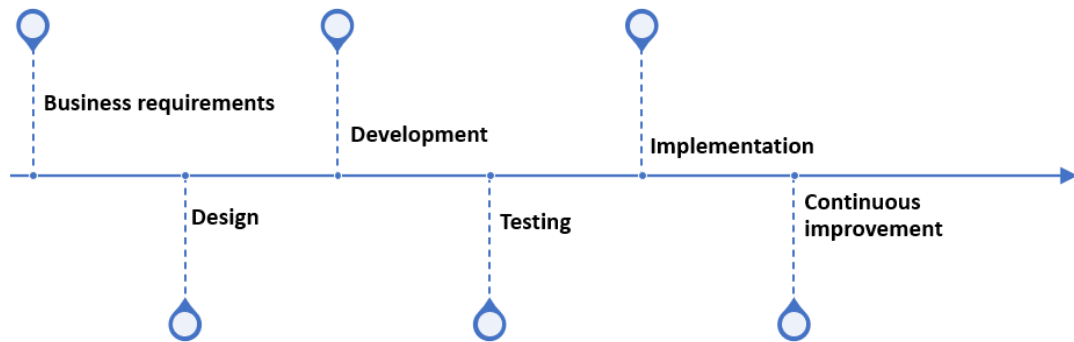 Business requirements
Design
Development
Testing
Implementation
Continuous
improvement